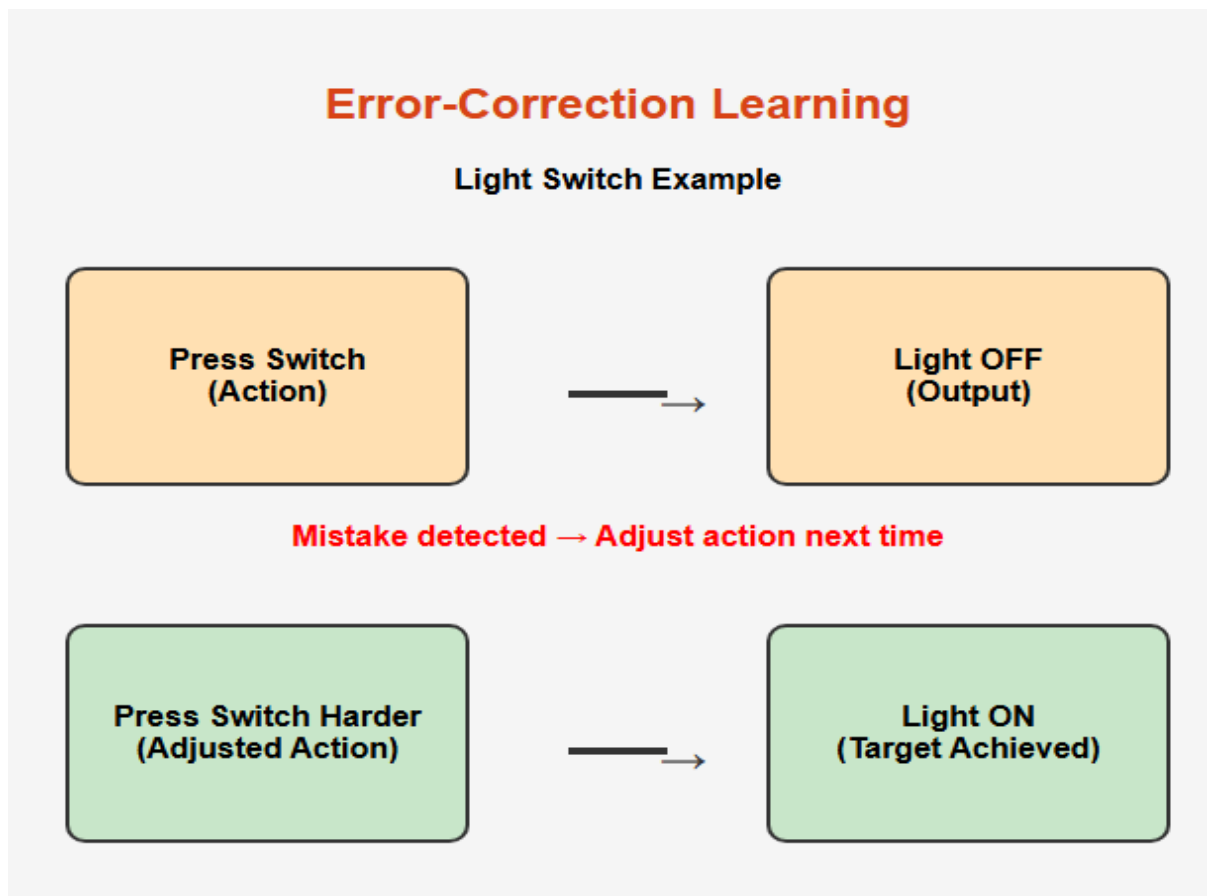 Error-Correction Learning
Light Switch Example
Press Switch
(Action)
Light OFF
(Output)
Mistake detected → Adjust action next time
Press Switch Harder
(Adjusted Action)
Light ON
(Target Achieved)